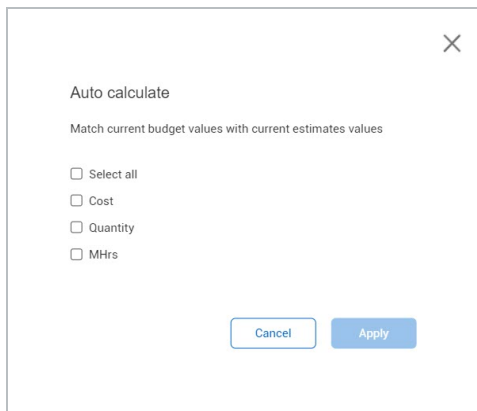 Auto calculate
Match current budget values with current estimates values
Select all
Cost
Quantity
MHrs
Cancel
Apply